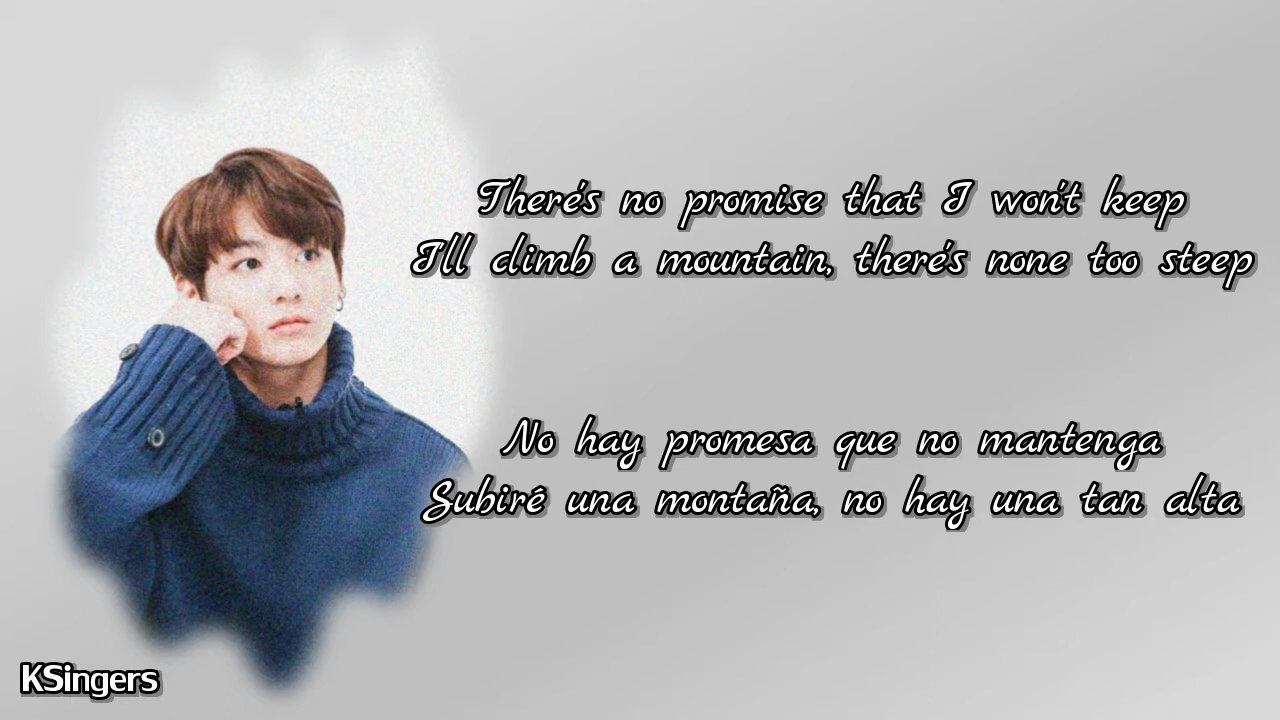 There's no promise that I won't keep
I'll climb a mountain, there's none too steep
No hay promesa que no mantenga
Subiré una montaña, no hay una tan alta
KSingers